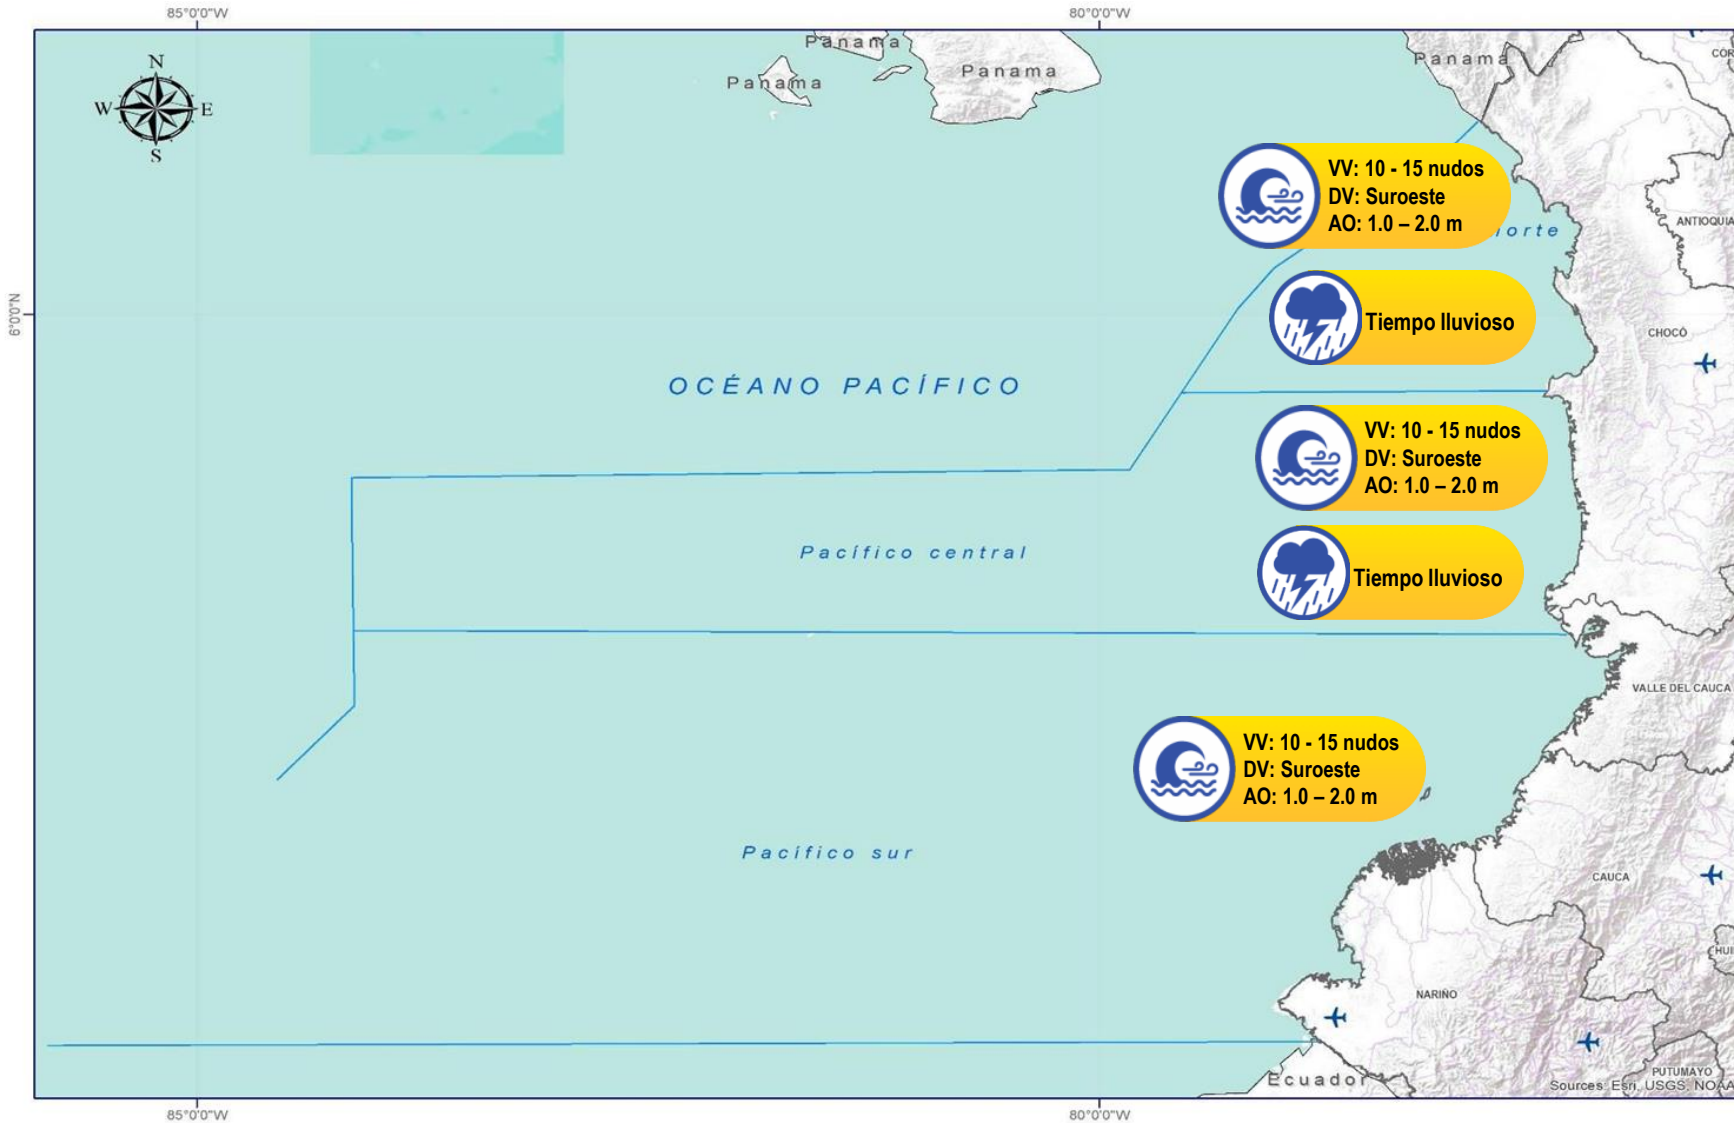 85°0'0"W
80°0'0"W
Panama
Panama
Panama
Panama
N
W
E
S
VV: 10 - 15 nudos
DV: Suroeste
AO: 1.0 – 2.0 m
ANTIOQUIA
6°0'0"N
Tiempo lluvioso
CHOCÓ
OCÉANO PACÍFICO
VV: 10 - 15 nudos
DV: Suroeste
AO: 1.0 – 2.0 m
Pacífico central
Tiempo lluvioso
VALLE DEL CAUCA
VV: 10 - 15 nudos
DV: Suroeste
AO: 1.0 – 2.0 m
Pacífico sur
CAUCA
NARIÑO
PUTUMAYO
Ecuador
Sources: Esri, USGS, NOAA
85°0'0"W
80°0'0"W